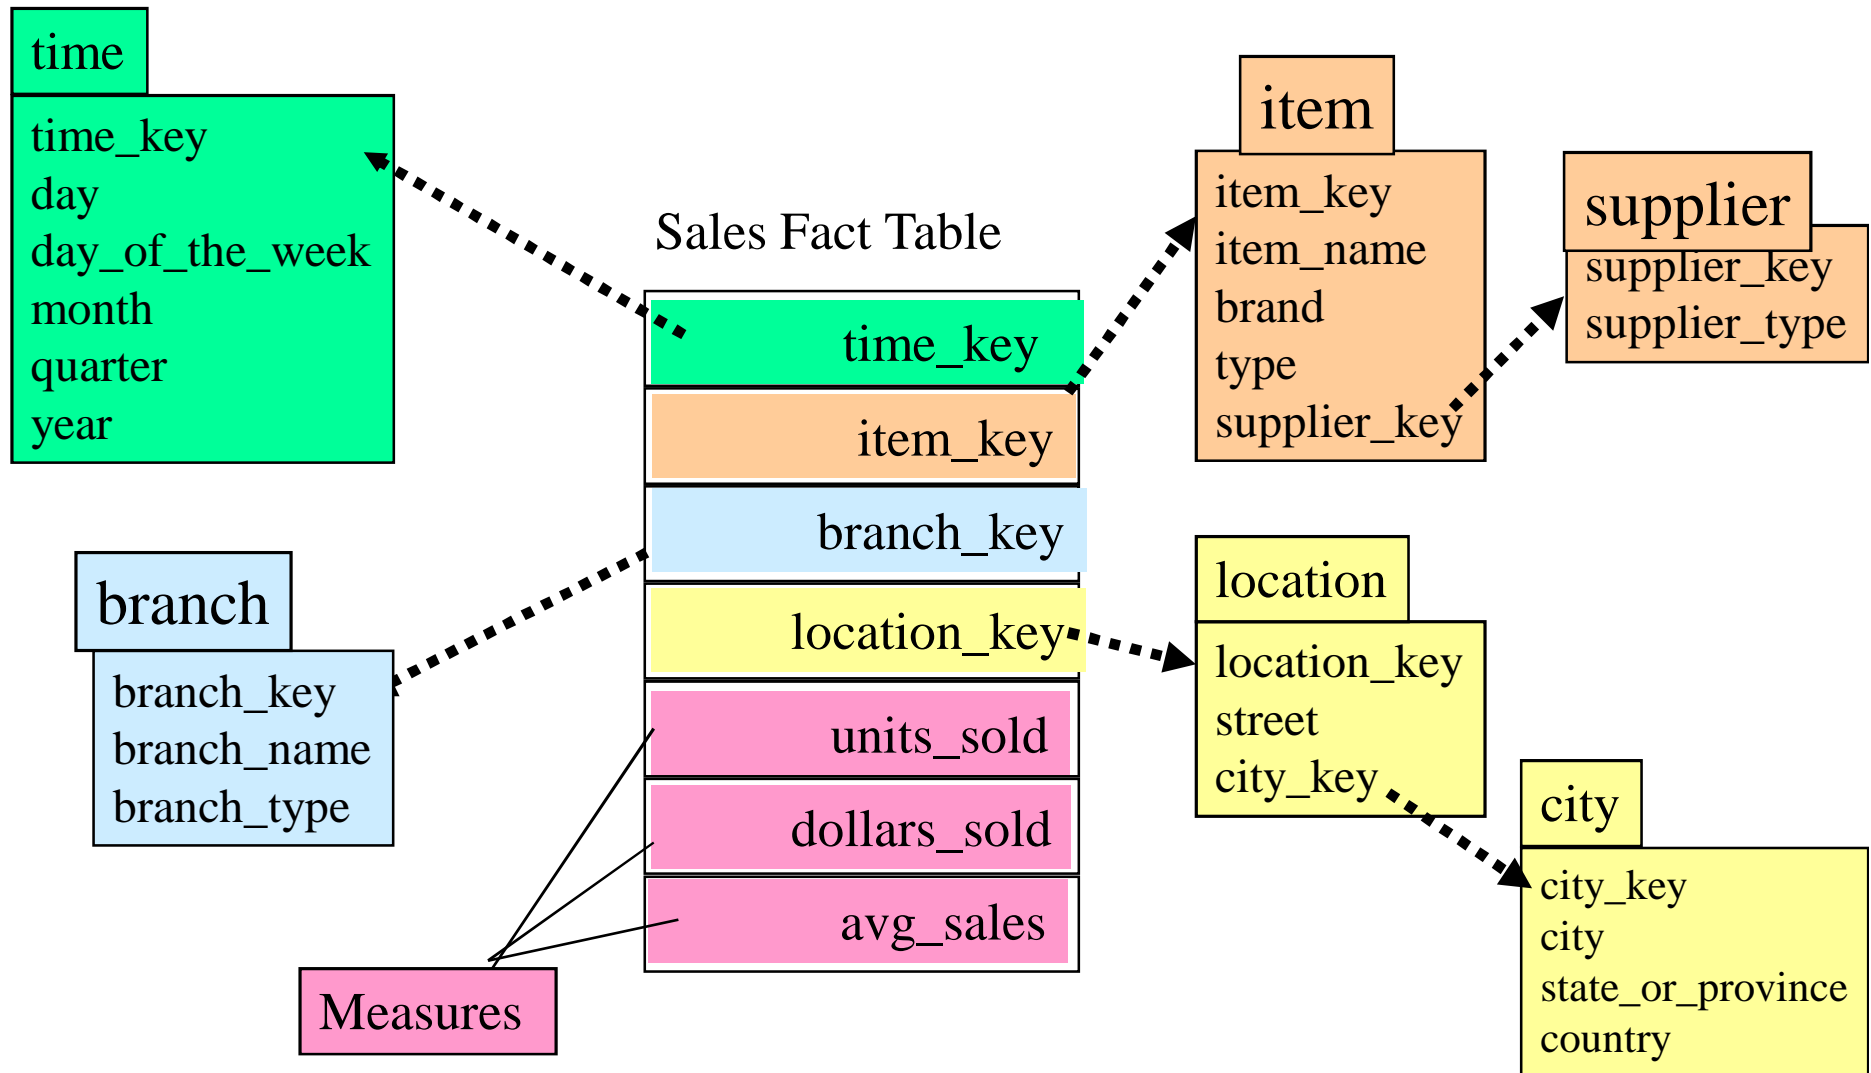 time
time_key
day
day_of_the_week
month
quarter
year
branch
branch_key
branch_name
branch_type
Sales Fact Table
time_key
item_key
branch_key
location_key
units_sold
dollars_sold
avg_sales
Measures
item
item_key
item_name
brand
type
supplier_key
supplier
supplier_key
supplier_type
location
location_key
street
city_key
city
city_key
city
state_or_province
country